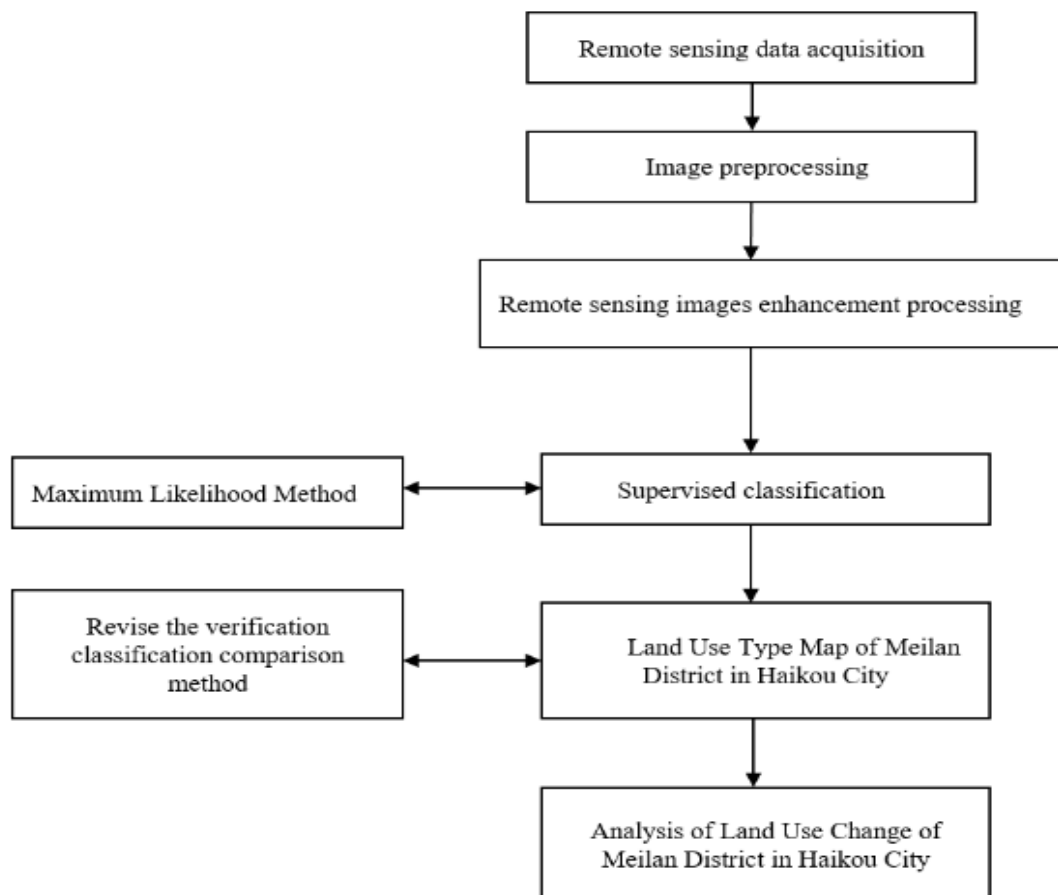 Remote sensing data acquisition
Image preprocessing
Remote sensing images enhancement processing
Maximum Likelihood Method
Supervised classification
Revise the verification
classification comparison
method
Land Use Type Map of Meilan
District in Haikou City
Analysis of Land Use Change of
Meilan District in Haikou City